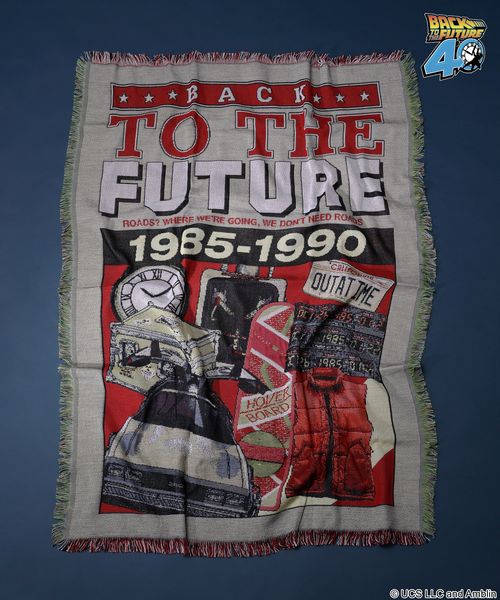 BACK
TO THE
FUTURE
40
BACK
TO THE
FUTURE
ROADS? WHERE WE'RE GOING, WE DON'T NEED ROADS
1985-1990
California
OUTATIME
HOVER
BOARD
© UCS LLC and Amblin